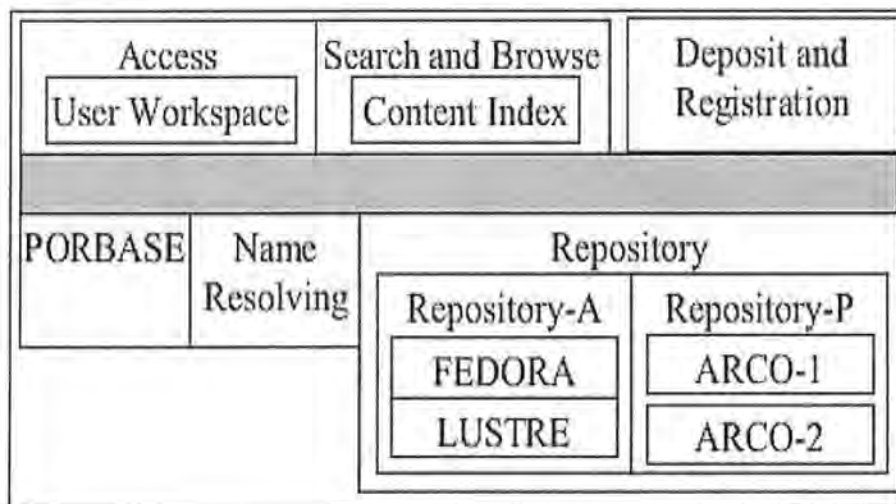 Access
User Workspace
Search and Browse
Content Index
Deposit and
Registration
PORBASE
Name
Resolving
Repository
Repository-A
FEDORA
LUSTRE
Repository-P
ARCO-1
ARCO-2